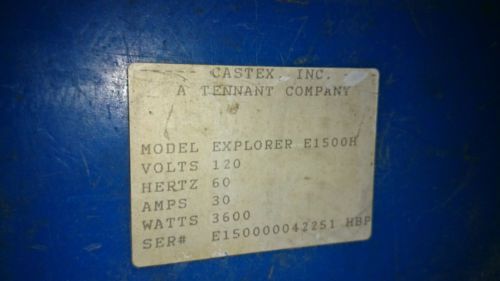 CASTEX, INC.
A TENNANT COMPANY
MODEL EXPLORER E1500H
VOLTS 120
HERTZ 60
AMPS 30
WATTS 3600
SER# E150000042251 HBP